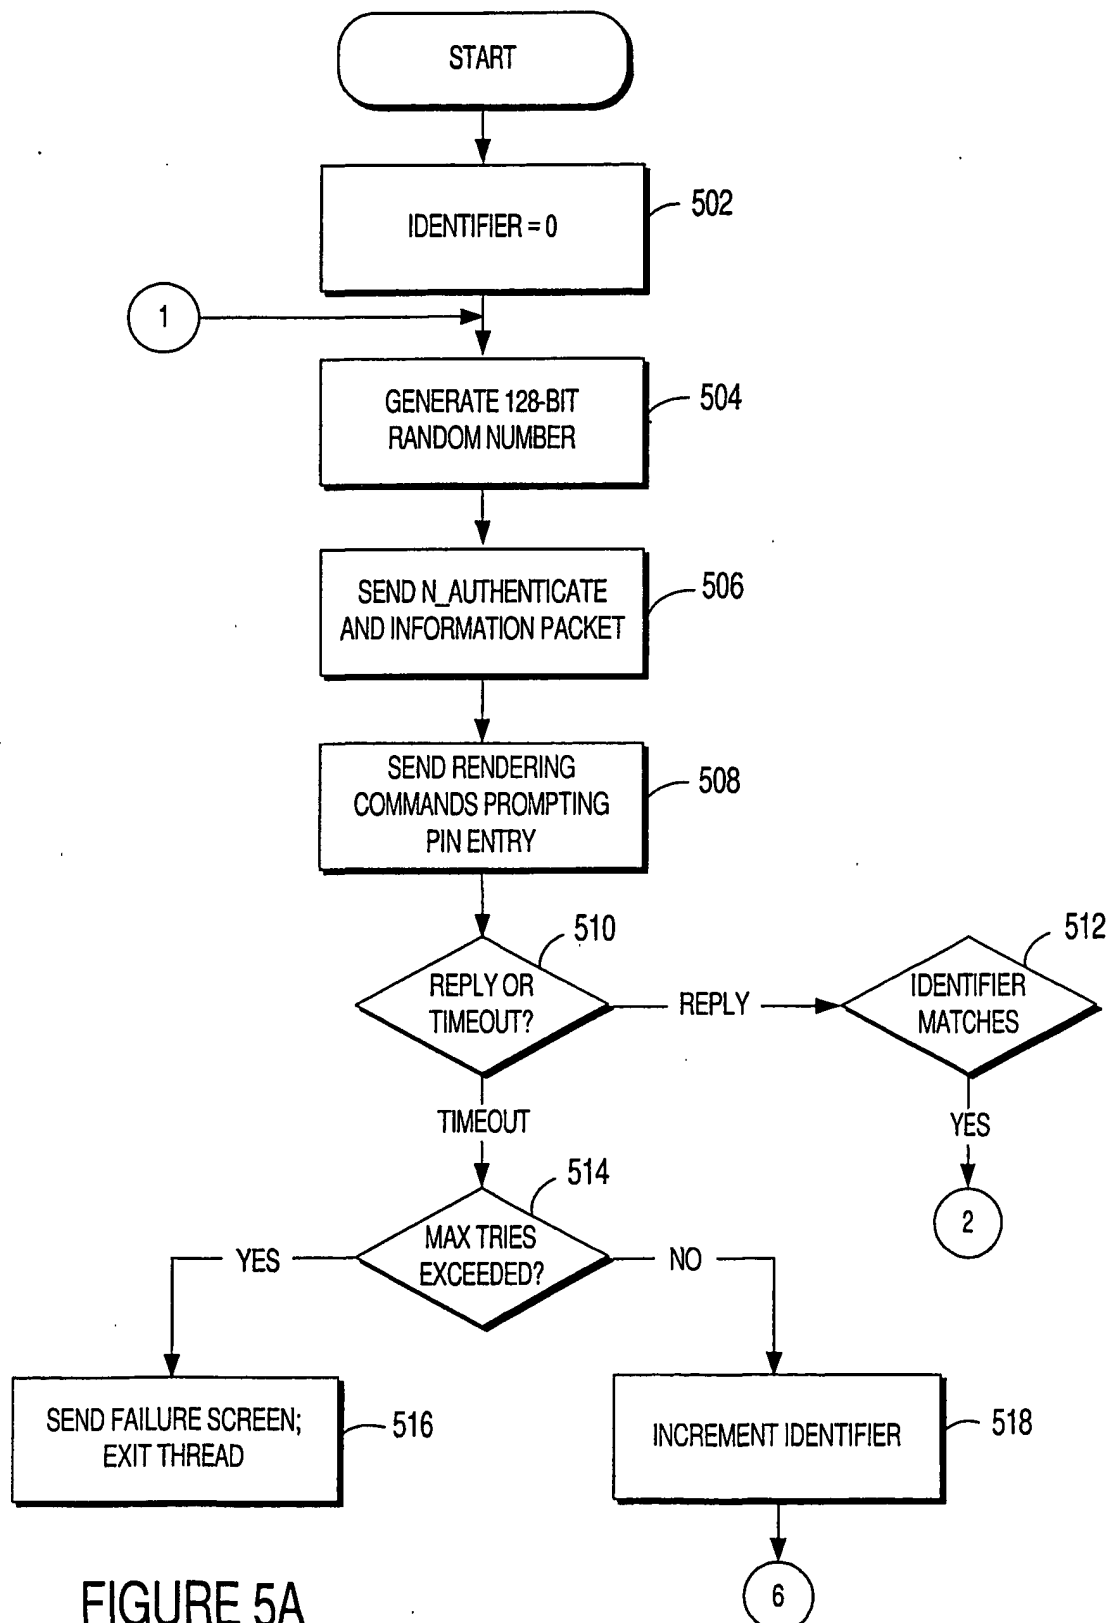 START
IDENTIFIER = 0
502
1
GENERATE 128-BIT
RANDOM NUMBER
504
SEND N_AUTHENTICATE
AND INFORMATION PACKET
506
SEND RENDERING
COMMANDS PROMPTING
PIN ENTRY
508
REPLY OR
TIMEOUT?
510
REPLY
IDENTIFIER
MATCHES
512
TIMEOUT
YES
2
MAX TRIES
EXCEEDED?
514
YES
NO
SEND FAILURE SCREEN;
EXIT THREAD
516
INCREMENT IDENTIFIER
518
6
FIGURE 5A